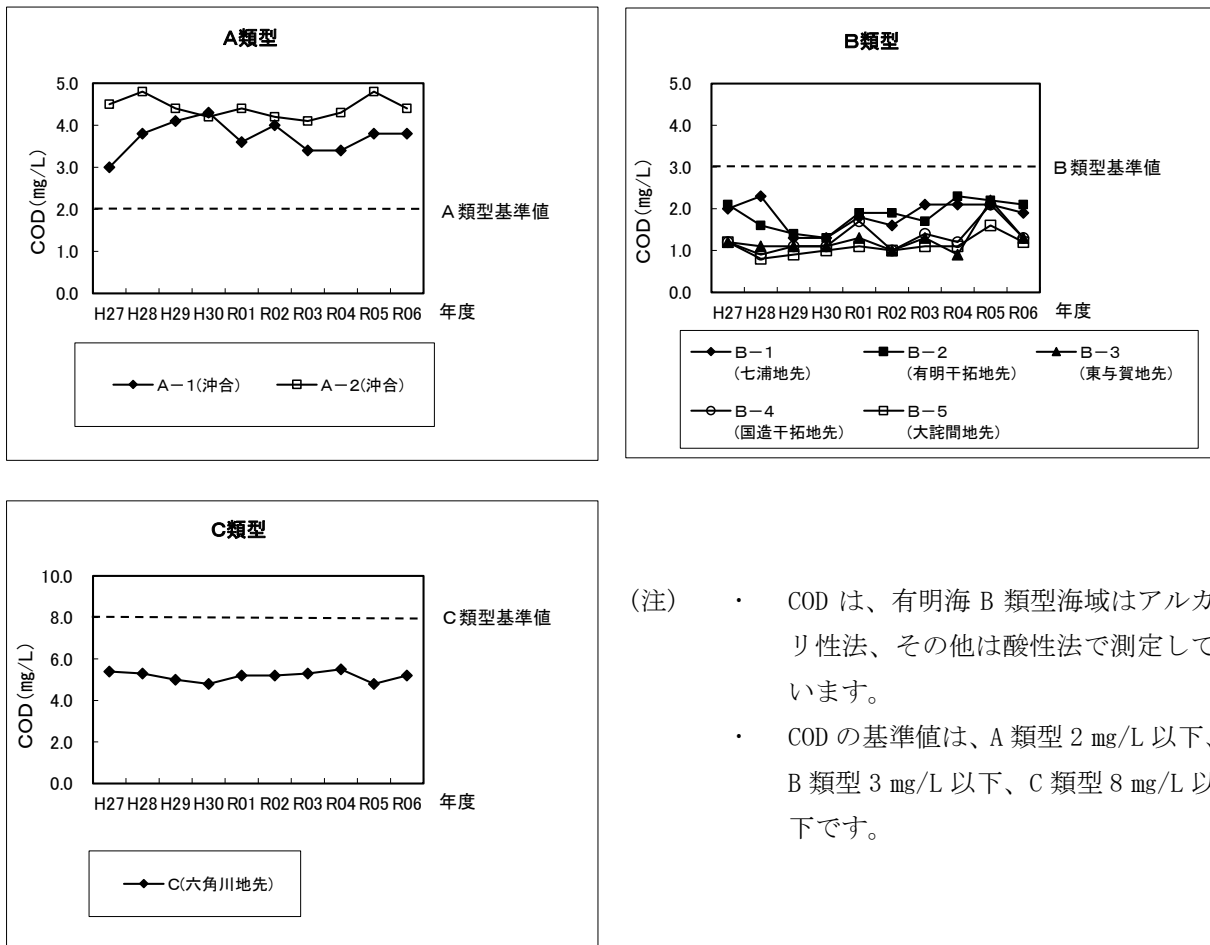 A類型
5.0
4.0
3.0
2.0
1.0
0.0
COD(㎎/L)
A類型基準値
H27 H28 H29 H30 R01 R02 R03 R04 R05 R06 年度
A－1(沖合) A－2(沖合)
B類型
5.0
4.0
3.0
2.0
1.0
0.0
COD(㎎/L)
B類型基準値
H27 H28 H29 H30 R01 R02 R03 R04 R05 R06 年度
B－1 B－2 B－3
(七浦地先) (有明干拓地先) (東与賀地先)
B－4 B－5
(国造干拓地先) (大詫間地先)
C類型
10.0
8.0
6.0
4.0
2.0
0.0
COD(㎎/L)
C類型基準値
H27 H28 H29 H30 R01 R02 R03 R04 R05 R06 年度
C(六角川地先)
(注) ・ COD は、有明海 B 類型海域はアルカ
リ性法、その他は酸性法で測定して
います。
・ COD の基準値は、A 類型 2 ㎎/L 以下、
B 類型 3 ㎎/L 以下、C 類型 8 ㎎/L 以
下です。